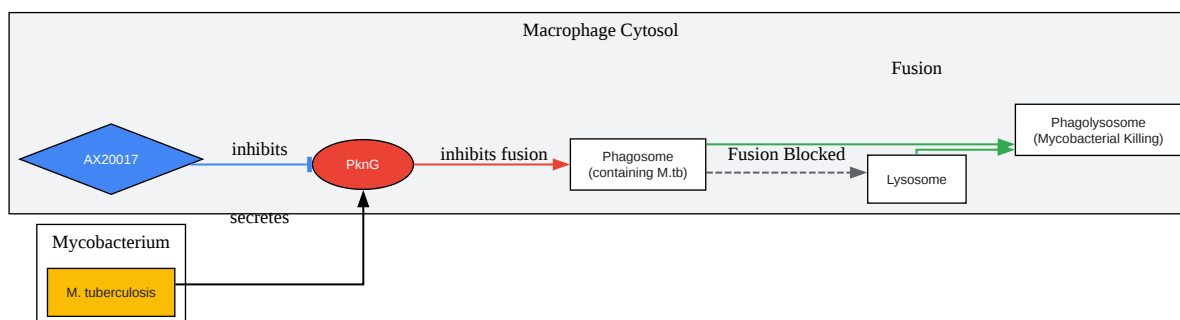 Macrophage Cytosol
Fusion
AX20017
inhibits
PknG
inhibits fusion
Phagosome
(containing M.tb)
Fusion Blocked
Lysosome
Phagolysosome
(Mycobacterial Killing)
secretes
Mycobacterium
M. tuberculosis